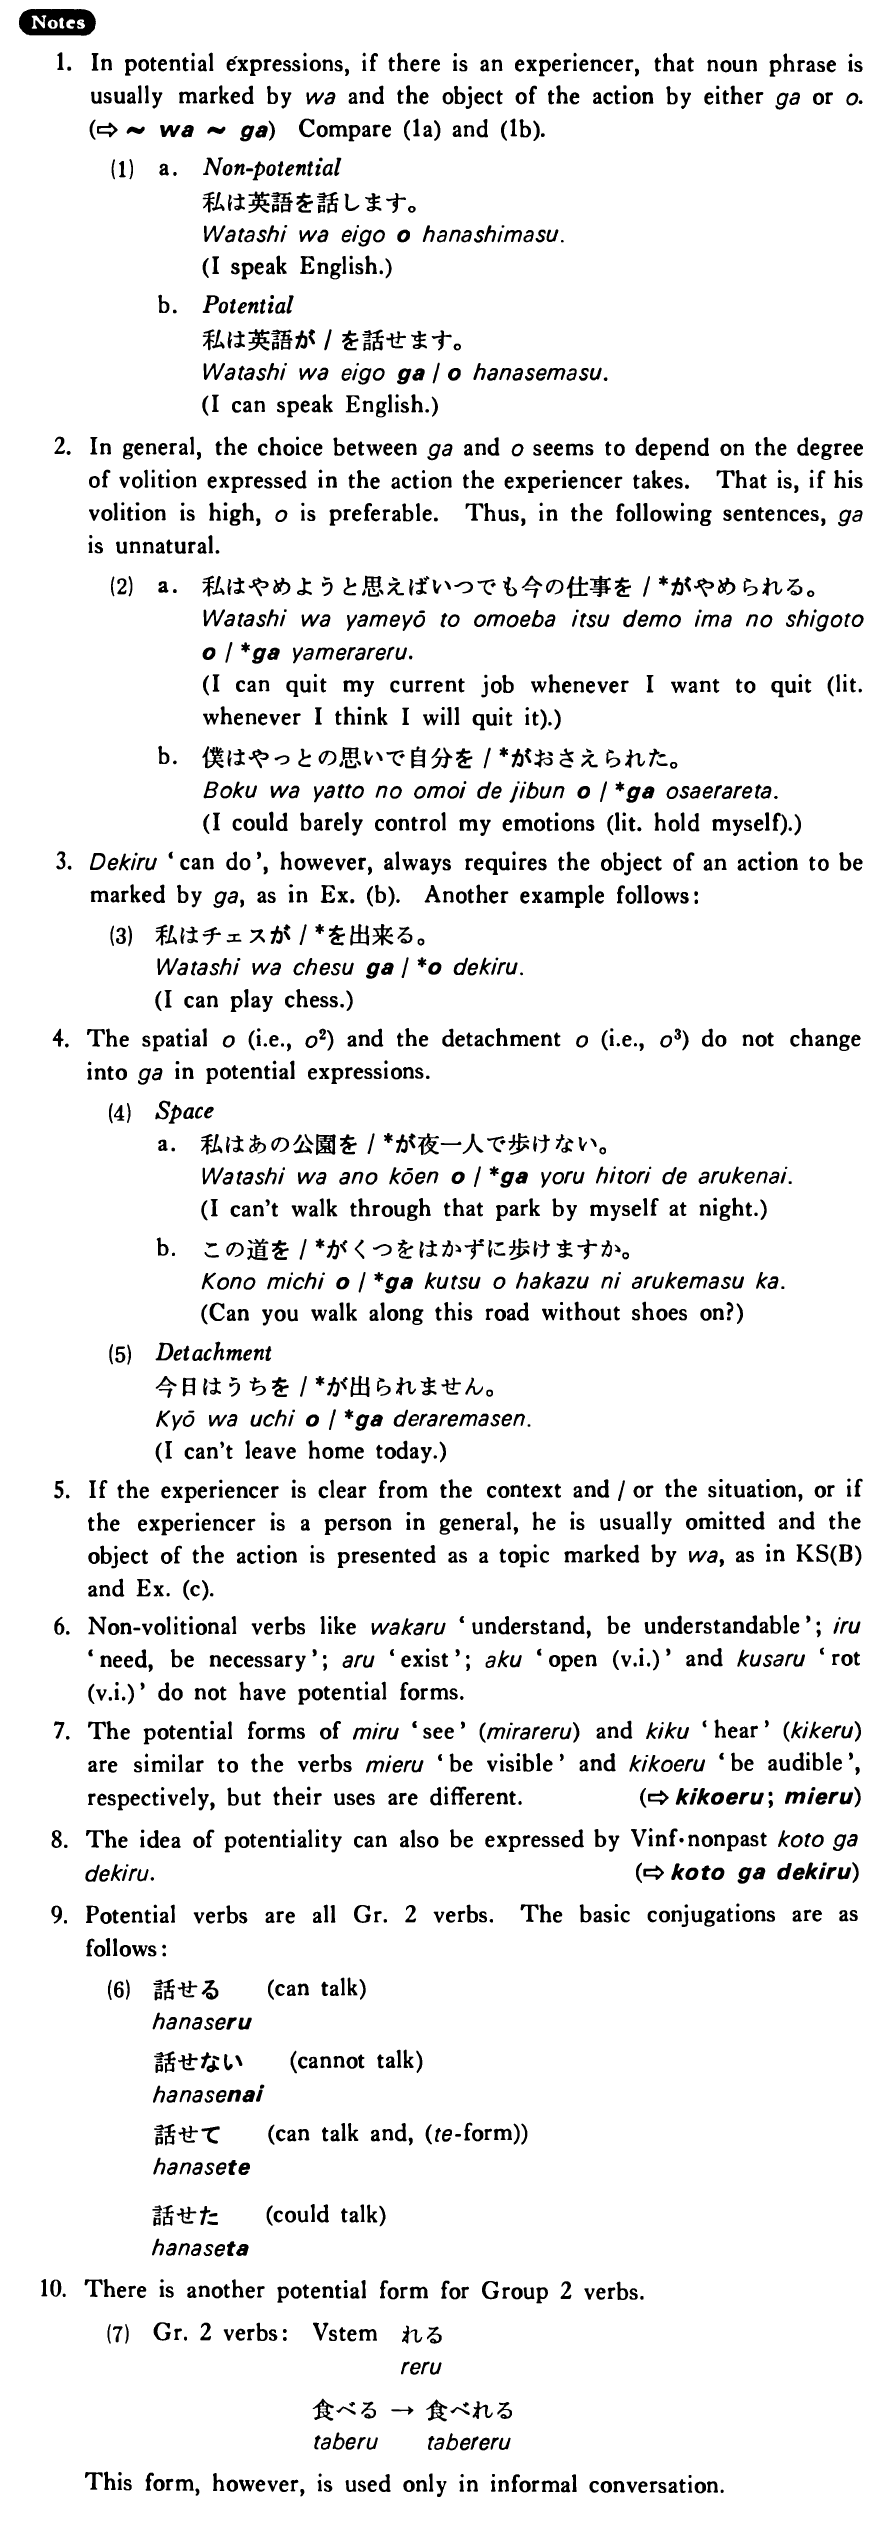 Notes
1. In potential expressions, if there is an experiencer, that noun phrase is
usually marked by wa and the object of the action by either ga or o.
(⇨ ~ wa ~ ga) Compare (1a) and (1b).
(1) a. Non-potential
私は英語を話します。
Watashi wa eigo o hanashimasu.
(I speak English.)
b. Potential
私は英語が / を話せます。
Watashi wa eigo ga / o hanasemasu.
(I can speak English.)
2. In general, the choice between ga and o seems to depend on the degree
of volition expressed in the action the experiencer takes. That is, if his
volition is high, o is preferable. Thus, in the following sentences, ga
is unnatural.
(2) a. 私はやめようと思えばいつでも今の仕事を / *がやめられる。
Watashi wa yameyō to omoeba itsu demo ima no shigoto
o / *ga yamerareru.
(I can quit my current job whenever I want to quit (lit.
whenever I think I will quit it).)
b. 僕はやっとの思いで自分を / *がおさえられた。
Boku wa yatto no omoi de jibun o / *ga osaerareta.
(I could barely control my emotions (lit. hold myself).)
3. Dekiru ‘can do’, however, always requires the object of an action to be
marked by ga, as in Ex. (b). Another example follows:
(3) 私はチェスが / *を出来る。
Watashi wa chesu ga / *o dekiru.
(I can play chess.)
4. The spatial o (i.e., o²) and the detachment o (i.e., o³) do not change
into ga in potential expressions.
(4) Space
a. 私はあの公園を / *が夜一人で歩けない。
Watashi wa ano kōen o / *ga yoru hitori de arukenai.
(I can't walk through that park by myself at night.)
b. この道を / *がくつをはかずに歩けますか。
Kono michi o / *ga kutsu o hakazu ni arukemasu ka.
(Can you walk along this road without shoes on?)
(5) Detachment
今日はうちを / *が出られません。
Kyō wa uchi o / *ga deraremasen.
(I can't leave home today.)
5. If the experiencer is clear from the context and / or the situation, or if
the experiencer is a person in general, he is usually omitted and the
object of the action is presented as a topic marked by wa, as in KS(B)
and Ex. (c).
6. Non-volitional verbs like wakaru ‘understand, be understandable’; iru
‘need, be necessary’; aru ‘exist’; aku ‘open (v.i.)’ and kusaru ‘rot
(v.i.)’ do not have potential forms.
7. The potential forms of miru ‘see’ (mirareru) and kiku ‘hear’ (kikeru)
are similar to the verbs mieru ‘be visible’ and kikoeru ‘be audible’,
respectively, but their uses are different. (⇨ kikoeru; mieru)
8. The idea of potentiality can also be expressed by Vinf·nonpast koto ga
dekiru. (⇨ koto ga dekiru)
9. Potential verbs are all Gr. 2 verbs. The basic conjugations are as
follows:
(6) 話せる (can talk)
hanaseru
話せない (cannot talk)
hanasenai
話せて (can talk and, (te-form))
hanasete
話せた (could talk)
hanaseta
10. There is another potential form for Group 2 verbs.
(7) Gr. 2 verbs: Vstem れる
reru
食べる → 食べれる
taberu tabereru
This form, however, is used only in informal conversation.